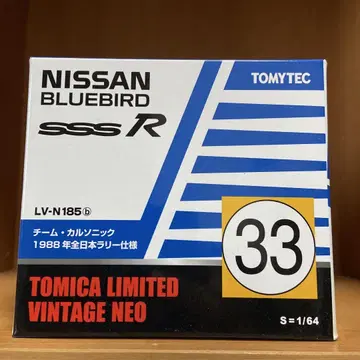 NISSAN
BLUEBIRD
SSS R
TOMYTEC
LV-N185ⓑ
チーム・カルソニック
1988年全日本ラリー仕様
33
TOMICA LIMITED
VINTAGE NEO
S=1/64